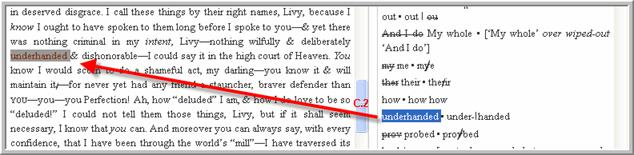 in deserved disgrace. I call these things by their right names, Livy, because I
know I ought to have spoken to them long before I spoke to you—& yet there
was nothing criminal in my intent, Livy—nothing wilfully & deliberately
underhanded & dishonorable—I could say it in the high court of Heaven. You
know I would scorn to do a shameful act, my darling—you know it & will
maintain it—for never yet had any friend a stauncher, braver defender than
YOU—you—you Perfection! Ah, how “deluded” I am, & how I do love to be so
“deluded!” I could not tell them those things, Livy, but if it shall seem
necessary, I know that you can. And moreover you can always say, with every
confidence, that I have been through the world’s “mill”—I have traversed its
C.2
out • out | ou
And I do My whole • [‘My whole’ over wiped-out
‘And I do’]
my me • mye
ther their • their
how • how how
underhanded • under-|handed
prov probed • provbed